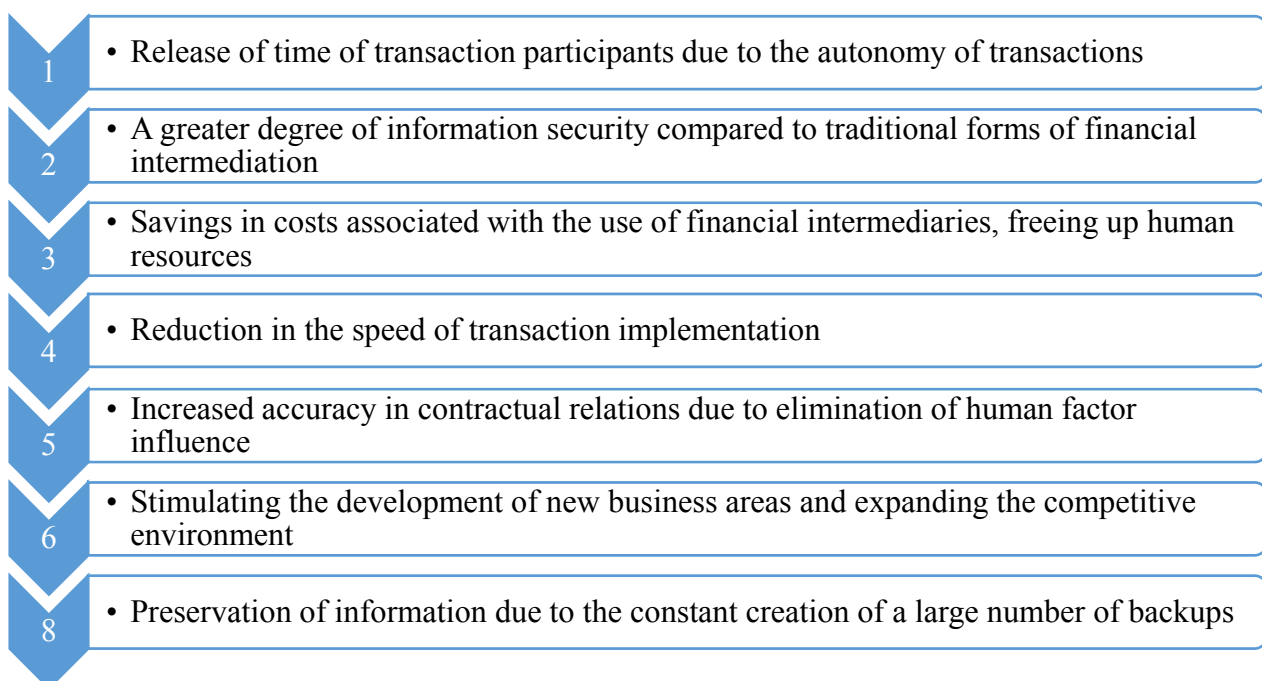 1
• Release of time of transaction participants due to the autonomy of transactions
2
• A greater degree of information security compared to traditional forms of financial
intermediation
3
• Savings in costs associated with the use of financial intermediaries, freeing up human
resources
4
• Reduction in the speed of transaction implementation
5
• Increased accuracy in contractual relations due to elimination of human factor
influence
6
• Stimulating the development of new business areas and expanding the competitive
environment
8
• Preservation of information due to the constant creation of a large number of backups